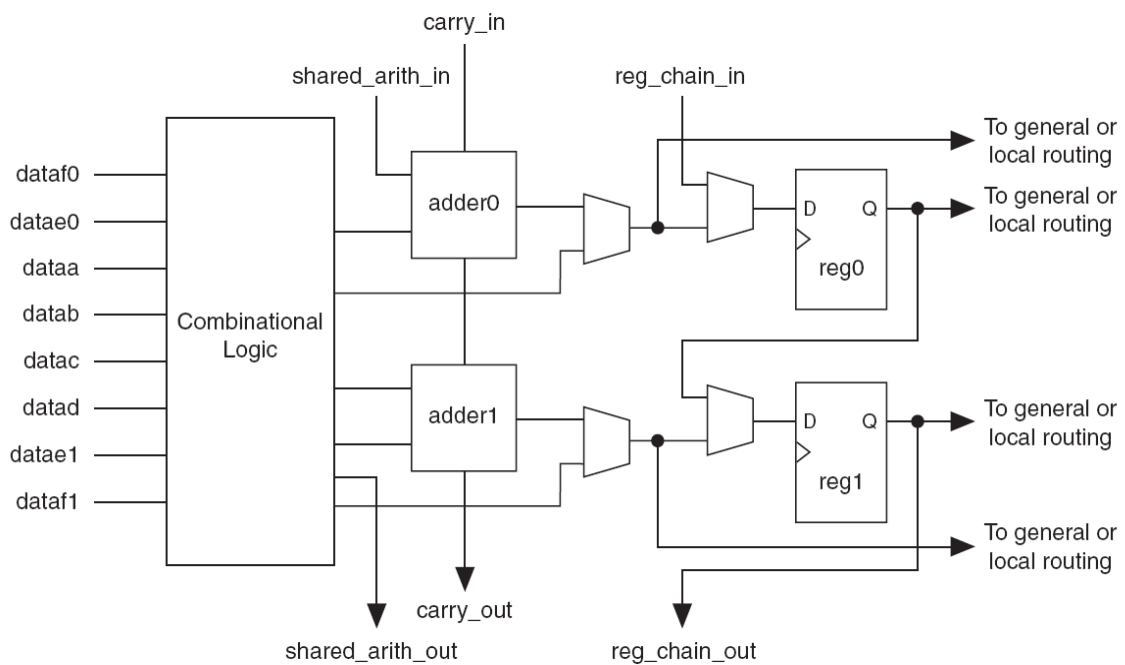 carry_in
shared_arith_in
reg_chain_in
To general or
local routing
dataf0
datae0
dataa
datab
datac
datad
datae1
dataf1
Combinational
Logic
adder0
D
Q
reg0
To general or
local routing
adder1
D
Q
reg1
To general or
local routing
To general or
local routing
carry_out
shared_arith_out
reg_chain_out